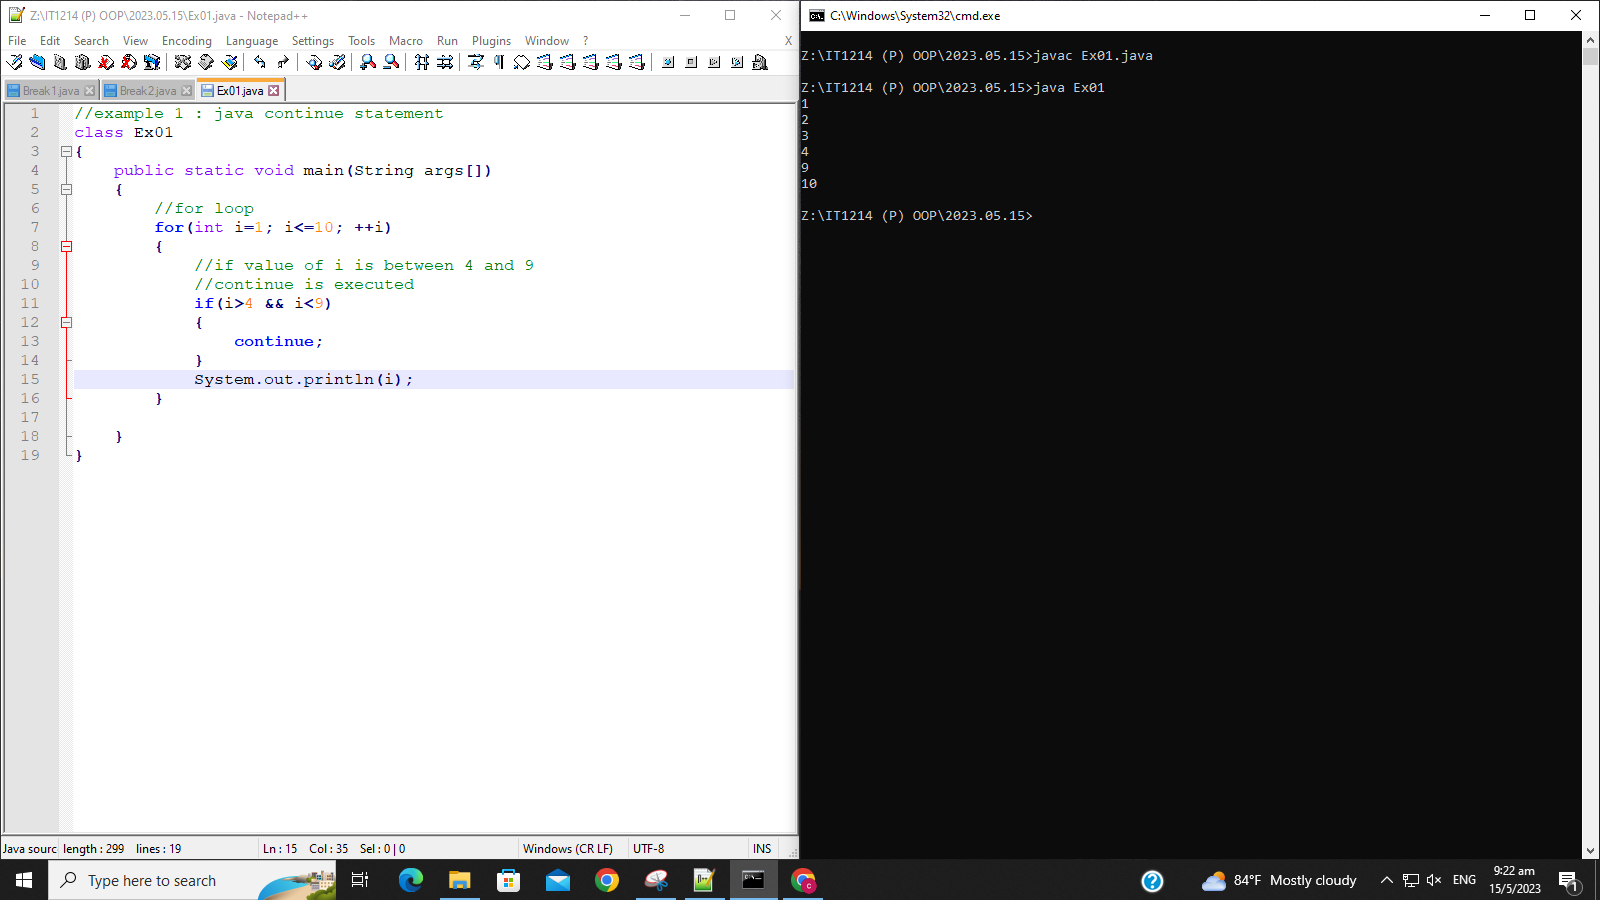 Z:\IT1214 (P) OOP\2023.05.15\Ex01.java - Notepad++
File Edit Search View Encoding Language Settings Tools Macro Run Plugins Window ? X
Break1.java Break2.java Ex01.java
1 //example 1 : java continue statement
2 class Ex01
3 {
4 public static void main(String args[])
5 {
6 //for loop
7 for(int i=1; i<=10; ++i)
8 {
9 //if value of i is between 4 and 9
10 //continue is executed
11 if(i>4 && i<9)
12 {
13 continue;
14 }
15 System.out.println(i);
16 }
17
18 }
19 }
Java sourc length : 299 lines : 19 Ln : 15 Col : 35 Sel : 0 | 0 Windows (CR LF) UTF-8 INS
C:\Windows\System32\cmd.exe
Z:\IT1214 (P) OOP\2023.05.15>javac Ex01.java
Z:\IT1214 (P) OOP\2023.05.15>java Ex01
1
2
3
4
9
10
Z:\IT1214 (P) OOP\2023.05.15>
Type here to search
84°F Mostly cloudy
ENG
9:22 am
15/5/2023
1